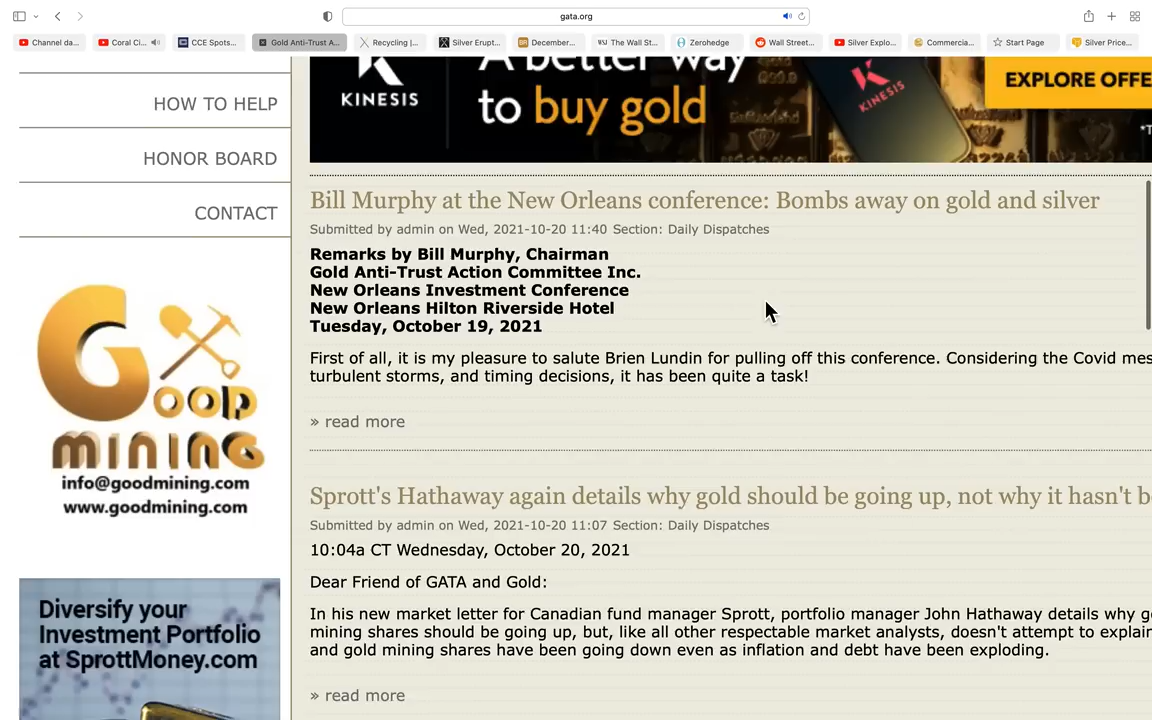 gata.org
Channel da...
Coral Ci...
CCE Spots...
Gold Anti-Trust A...
Recycling |...
Silver Erupt...
BR December...
WSJ The Wall St...
Zerohedge
Wall Street...
Silver Explo...
Commercia...
Start Page
Silver Price...
HOW TO HELP
HONOR BOARD
CONTACT
GOOD
MINING
info@goodmining.com
www.goodmining.com
Diversify your
Investment Portfolio
at SprottMoney.com
KINESIS
A better way
to buy gold
KINESIS
EXPLORE OFFE
Bill Murphy at the New Orleans conference: Bombs away on gold and silver
Submitted by admin on Wed, 2021-10-20 11:40 Section: Daily Dispatches
Remarks by Bill Murphy, Chairman
Gold Anti-Trust Action Committee Inc.
New Orleans Investment Conference
New Orleans Hilton Riverside Hotel
Tuesday, October 19, 2021
First of all, it is my pleasure to salute Brien Lundin for pulling off this conference. Considering the Covid mes
turbulent storms, and timing decisions, it has been quite a task!
» read more
Sprott's Hathaway again details why gold should be going up, not why it hasn't b
Submitted by admin on Wed, 2021-10-20 11:07 Section: Daily Dispatches
10:04a CT Wednesday, October 20, 2021
Dear Friend of GATA and Gold:
In his new market letter for Canadian fund manager Sprott, portfolio manager John Hathaway details why g
mining shares should be going up, but, like all other respectable market analysts, doesn't attempt to explain
and gold mining shares have been going down even as inflation and debt have been exploding.
» read more